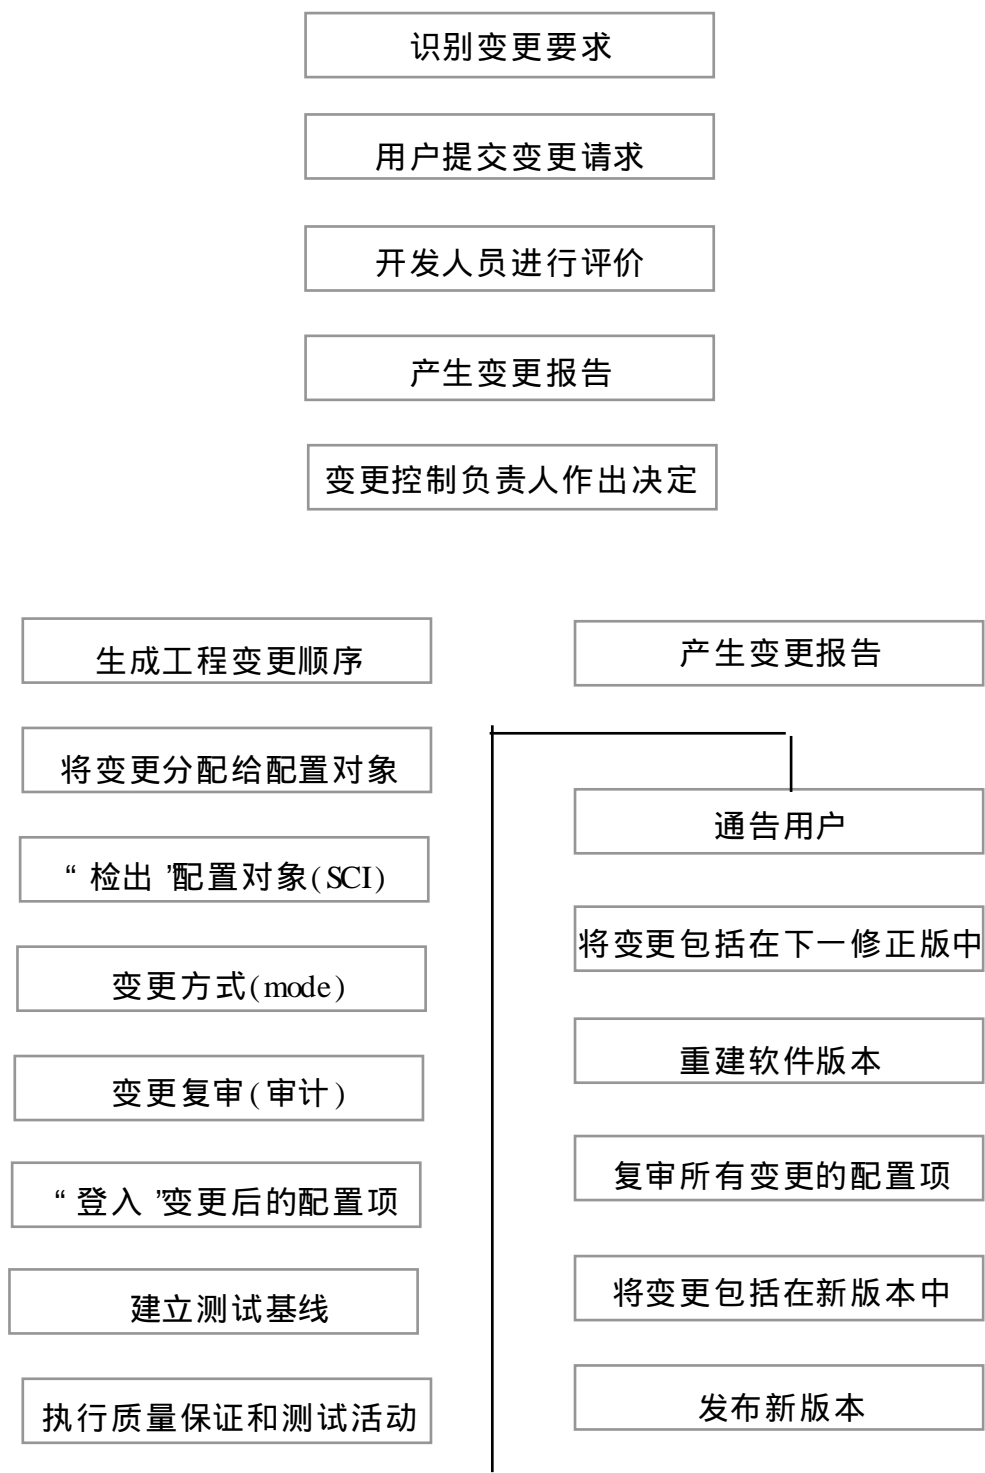 识别变更要求
用户提交变更请求
开发人员进行评价
产生变更报告
变更控制负责人作出决定
生成工程变更顺序
将变更分配给配置对象
“检出”配置对象(SCI)
变更方式(mode)
变更复审(审计)
“登入”变更后的配置项
建立测试基线
执行质量保证和测试活动
产生变更报告
通告用户
将变更包括在下一修正版中
重建软件版本
复审所有变更的配置项
将变更包括在新版本中
发布新版本